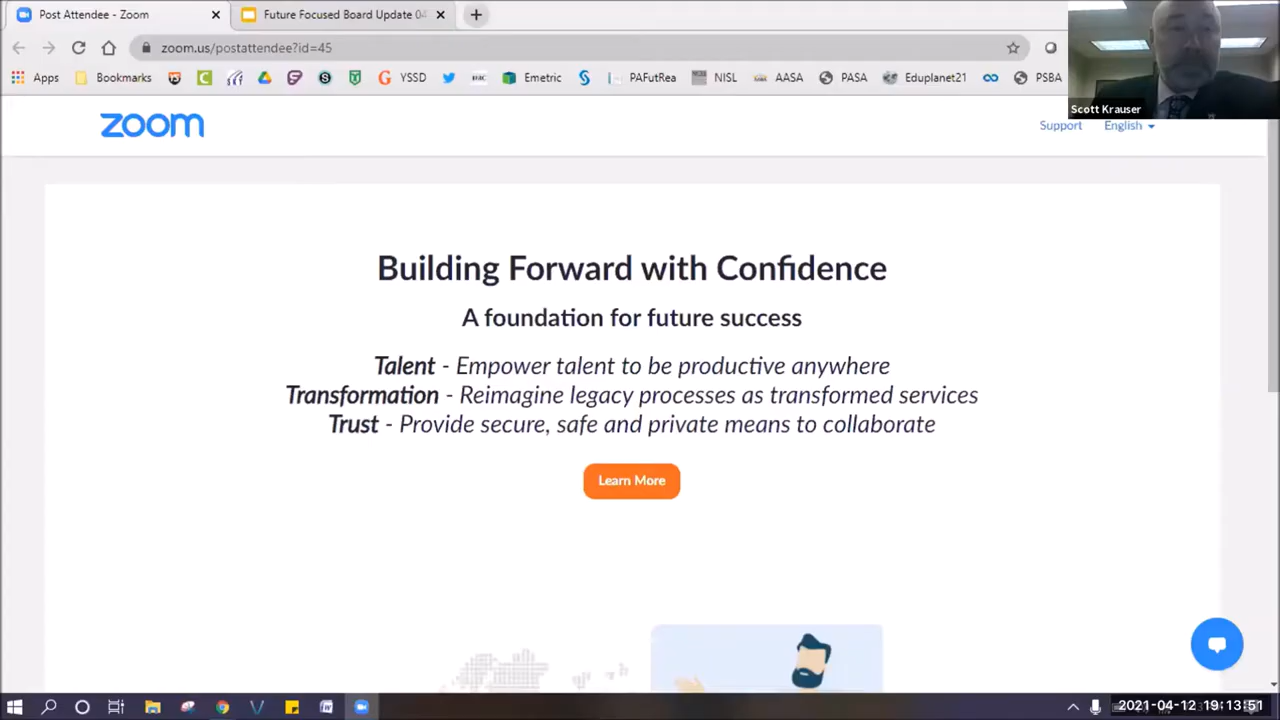 Post Attendee - Zoom
Future Focused Board Update 04
zoom.us/postattendee?id=45
Apps
Bookmarks
YSSD
Emetric
PAFutRea
NISL
AASA
PASA
Eduplanet21
PSBA
Scott Krauser
zoom
Support
English
Building Forward with Confidence
A foundation for future success
Talent - Empower talent to be productive anywhere
Transformation - Reimagine legacy processes as transformed services
Trust - Provide secure, safe and private means to collaborate
Learn More
2021-04-12 19:13:51